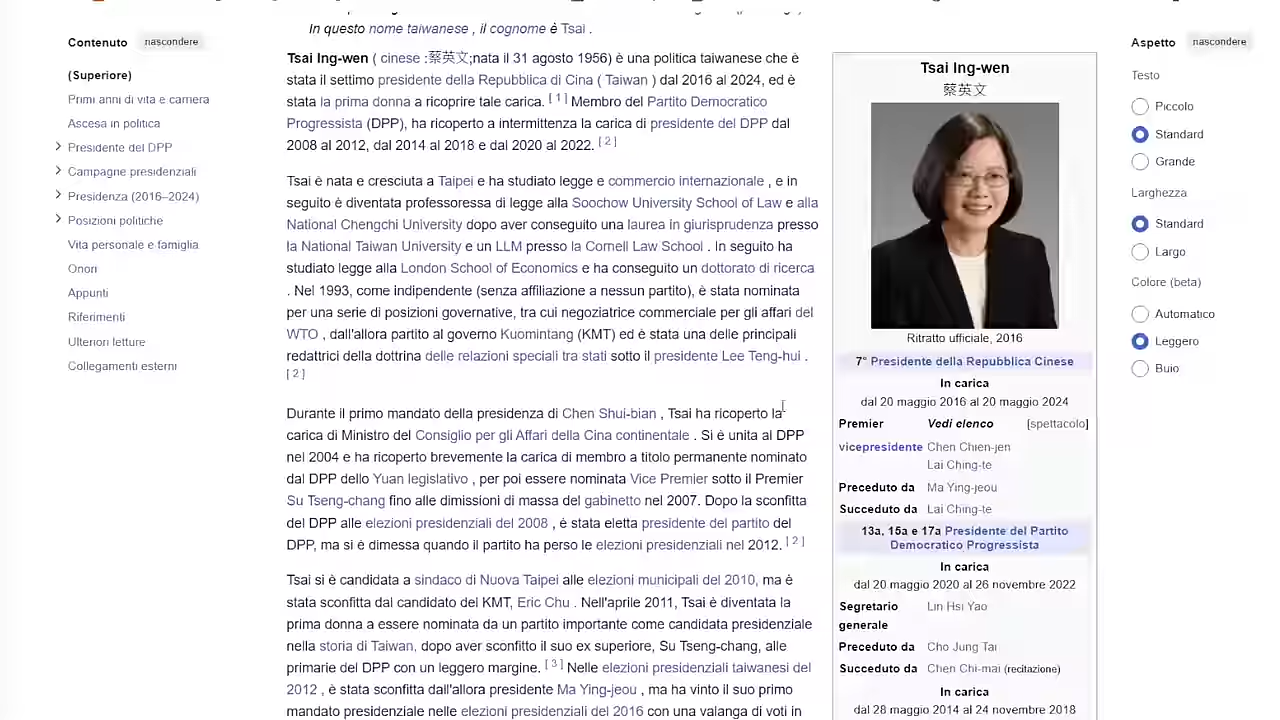 In questo nome taiwanese , il cognome è Tsai .
Contenuto
nascondere
(Superiore)
Primi anni di vita e carriera
Ascesa in politica
Presidente del DPP
Campagne presidenziali
Presidenza (2016–2024)
Posizioni politiche
Vita personale e famiglia
Onori
Appunti
Riferimenti
Ulteriori letture
Collegamenti esterni
Tsai Ing-wen ( cinese :蔡英文;nata il 31 agosto 1956) è una politica taiwanese che è
stata il settimo presidente della Repubblica di Cina ( Taiwan ) dal 2016 al 2024, ed è
stata la prima donna a ricoprire tale carica. [ 1 ] Membro del Partito Democratico
Progressista (DPP), ha ricoperto a intermittenza la carica di presidente del DPP dal
2008 al 2012, dal 2014 al 2018 e dal 2020 al 2022. [ 2 ]
Tsai è nata e cresciuta a Taipei e ha studiato legge e commercio internazionale , e in
seguito è diventata professoressa di legge alla Soochow University School of Law e alla
National Chengchi University dopo aver conseguito una laurea in giurisprudenza presso
la National Taiwan University e un LLM presso la Cornell Law School . In seguito ha
studiato legge alla London School of Economics e ha conseguito un dottorato di ricerca
. Nel 1993, come indipendente (senza affiliazione a nessun partito), è stata nominata
per una serie di posizioni governative, tra cui negoziatrice commerciale per gli affari del
WTO , dall'allora partito al governo Kuomintang (KMT) ed è stata una delle principali
redattrici della dottrina delle relazioni speciali tra stati sotto il presidente Lee Teng-hui .
[ 2 ]
Durante il primo mandato della presidenza di Chen Shui-bian , Tsai ha ricoperto la
carica di Ministro del Consiglio per gli Affari della Cina continentale . Si è unita al DPP
nel 2004 e ha ricoperto brevemente la carica di membro a titolo permanente nominato
dal DPP dello Yuan legislativo , per poi essere nominata Vice Premier sotto il Premier
Su Tseng-chang fino alle dimissioni di massa del gabinetto nel 2007. Dopo la sconfitta
del DPP alle elezioni presidenziali del 2008 , è stata eletta presidente del partito del
DPP, ma si è dimessa quando il partito ha perso le elezioni presidenziali nel 2012. [ 2 ]
Tsai si è candidata a sindaco di Nuova Taipei alle elezioni municipali del 2010, ma è
stata sconfitta dal candidato del KMT, Eric Chu . Nell'aprile 2011, Tsai è diventata la
prima donna a essere nominata da un partito importante come candidata presidenziale
nella storia di Taiwan, dopo aver sconfitto il suo ex superiore, Su Tseng-chang, alle
primarie del DPP con un leggero margine. [ 3 ] Nelle elezioni presidenziali taiwanesi del
2012 , è stata sconfitta dall'allora presidente Ma Ying-jeou , ma ha vinto il suo primo
mandato presidenziale nelle elezioni presidenziali del 2016 con una valanga di voti in
Tsai Ing-wen
蔡英文
Ritratto ufficiale, 2016
7° Presidente della Repubblica Cinese
In carica
dal 20 maggio 2016 al 20 maggio 2024
Premier Vedi elenco [spettacolo]
vicepresidente Chen Chien-jen
Lai Ching-te
Preceduto da Ma Ying-jeou
Succeduto da Lai Ching-te
13a, 15a e 17a Presidente del Partito
Democratico Progressista
In carica
dal 20 maggio 2020 al 26 novembre 2022
Segretario Lin Hsi Yao
generale
Preceduto da Cho Jung Tai
Succeduto da Chen Chi-mai (recitazione)
In carica
dal 28 maggio 2014 al 24 novembre 2018
Aspetto
nascondere
Testo
Piccolo
Standard
Grande
Larghezza
Standard
Largo
Colore (beta)
Automatico
Leggero
Buio